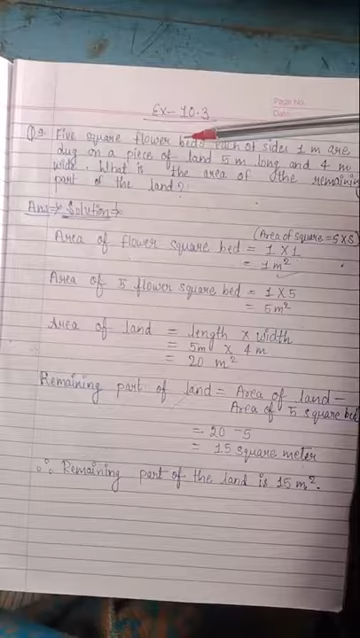 Ex- 10.3
Page No.
Date
Q9. Five square flower beds each of sides 1 m are
dug on a piece of land 5 m long and 4 m
wide. What is the area of the remaining
part of the land?
Ans⇒ Solution⇒
(Area of square = S X S)
Area of flower square bed = 1 X 1
= 1 m²
Area of 5 flower square bed = 1 X 5
= 5m²
Area of land = length x width
= 5m x 4 m
= 20 m²
Remaining part of land = Area of land -
Area of 5 square bed
= 20 - 5
= 15 square meter
∴ Remaining part of the land is 15 m².